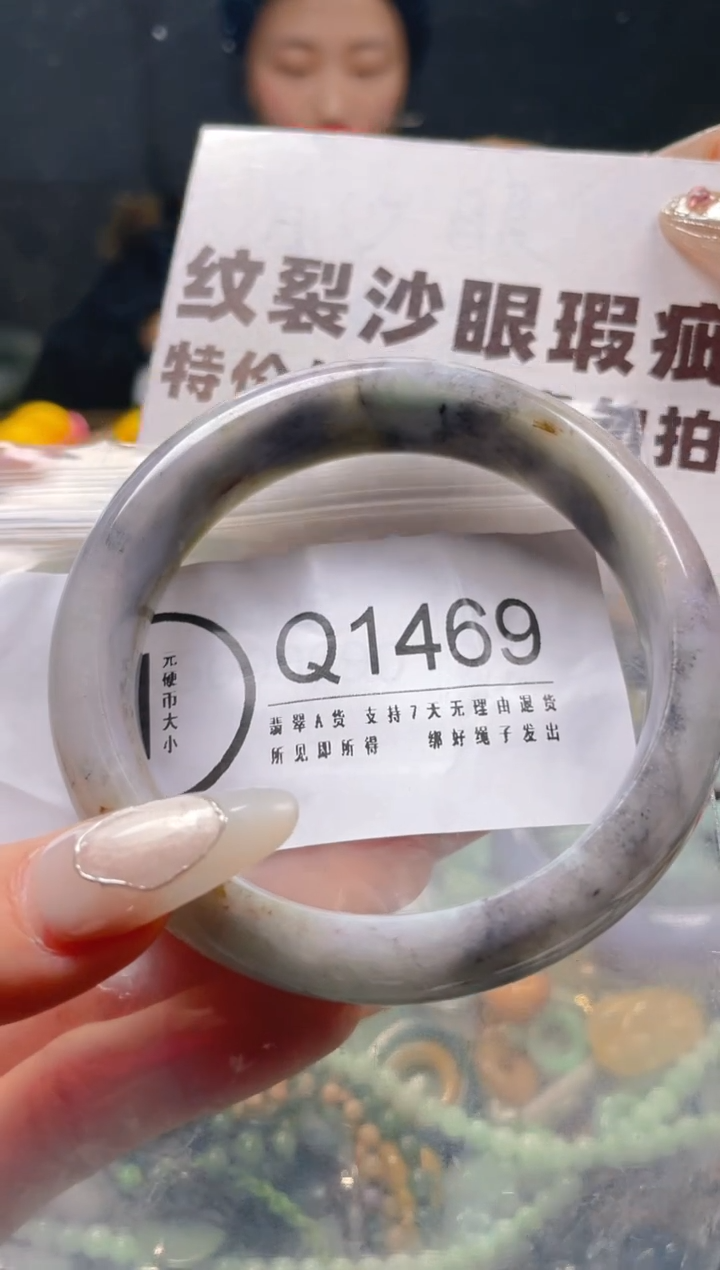 纹裂沙眼瑕疵
特价
拍
Q1469
翡翠A货 支持7天无理由退货
所见即所得 绑好绳子发出
元硬币大小